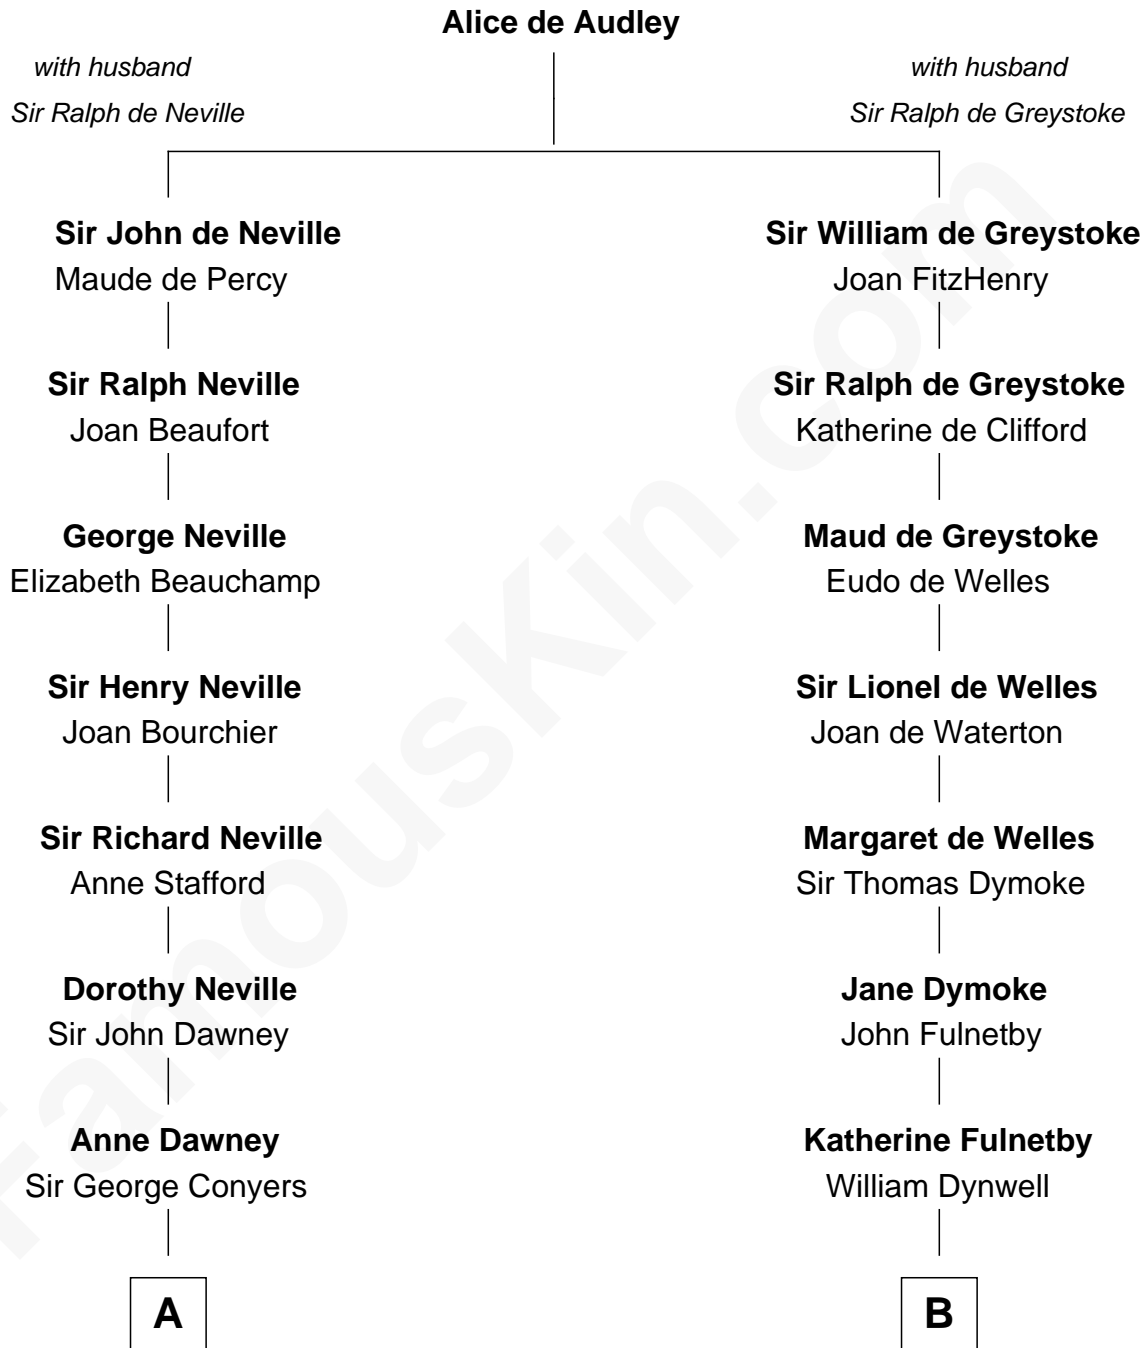 Alice de Audley
with husband
Sir Ralph de Neville
with husband
Sir Ralph de Greystoke
Sir John de Neville
Maude de Percy
Sir William de Greystoke
Joan FitzHenry
Sir Ralph Neville
Joan Beaufort
Sir Ralph de Greystoke
Katherine de Clifford
George Neville
Elizabeth Beauchamp
Maud de Greystoke
Eudo de Welles
Sir Henry Neville
Joan Bourchier
Sir Lionel de Welles
Joan de Waterton
Sir Richard Neville
Anne Stafford
Margaret de Welles
Sir Thomas Dymoke
Dorothy Neville
Sir John Dawney
Jane Dymoke
John Fulnetby
Anne Dawney
Sir George Conyers
Katherine Fulnetby
William Dynwell
A
B
FamousKin.com